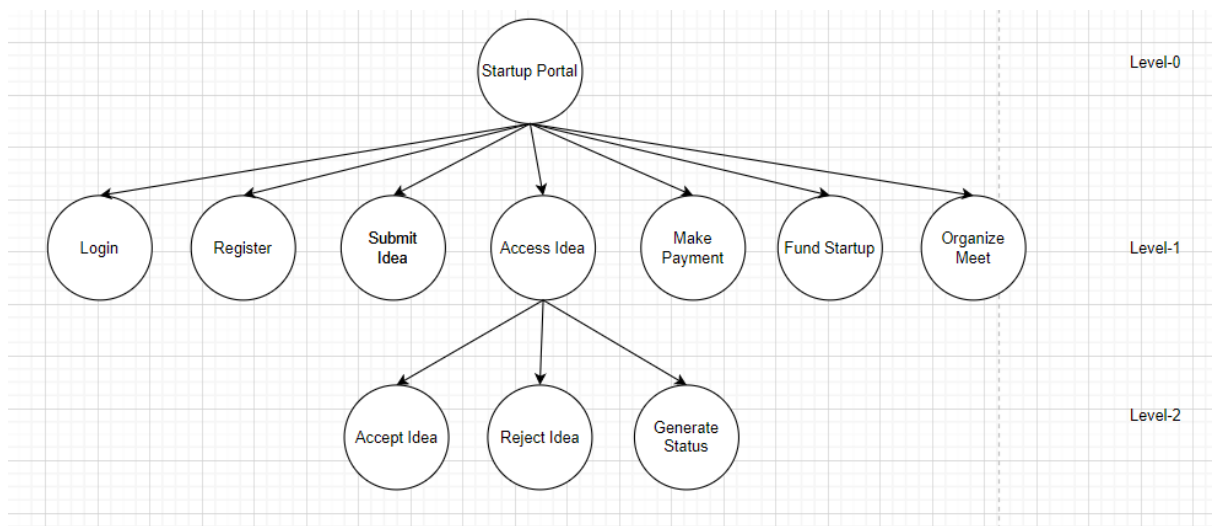 Startup Portal
Level-0
Login
Register
Submit
Idea
Access Idea
Make
Payment
Fund Startup
Organize
Meet
Level-1
Accept Idea
Reject Idea
Generate
Status
Level-2